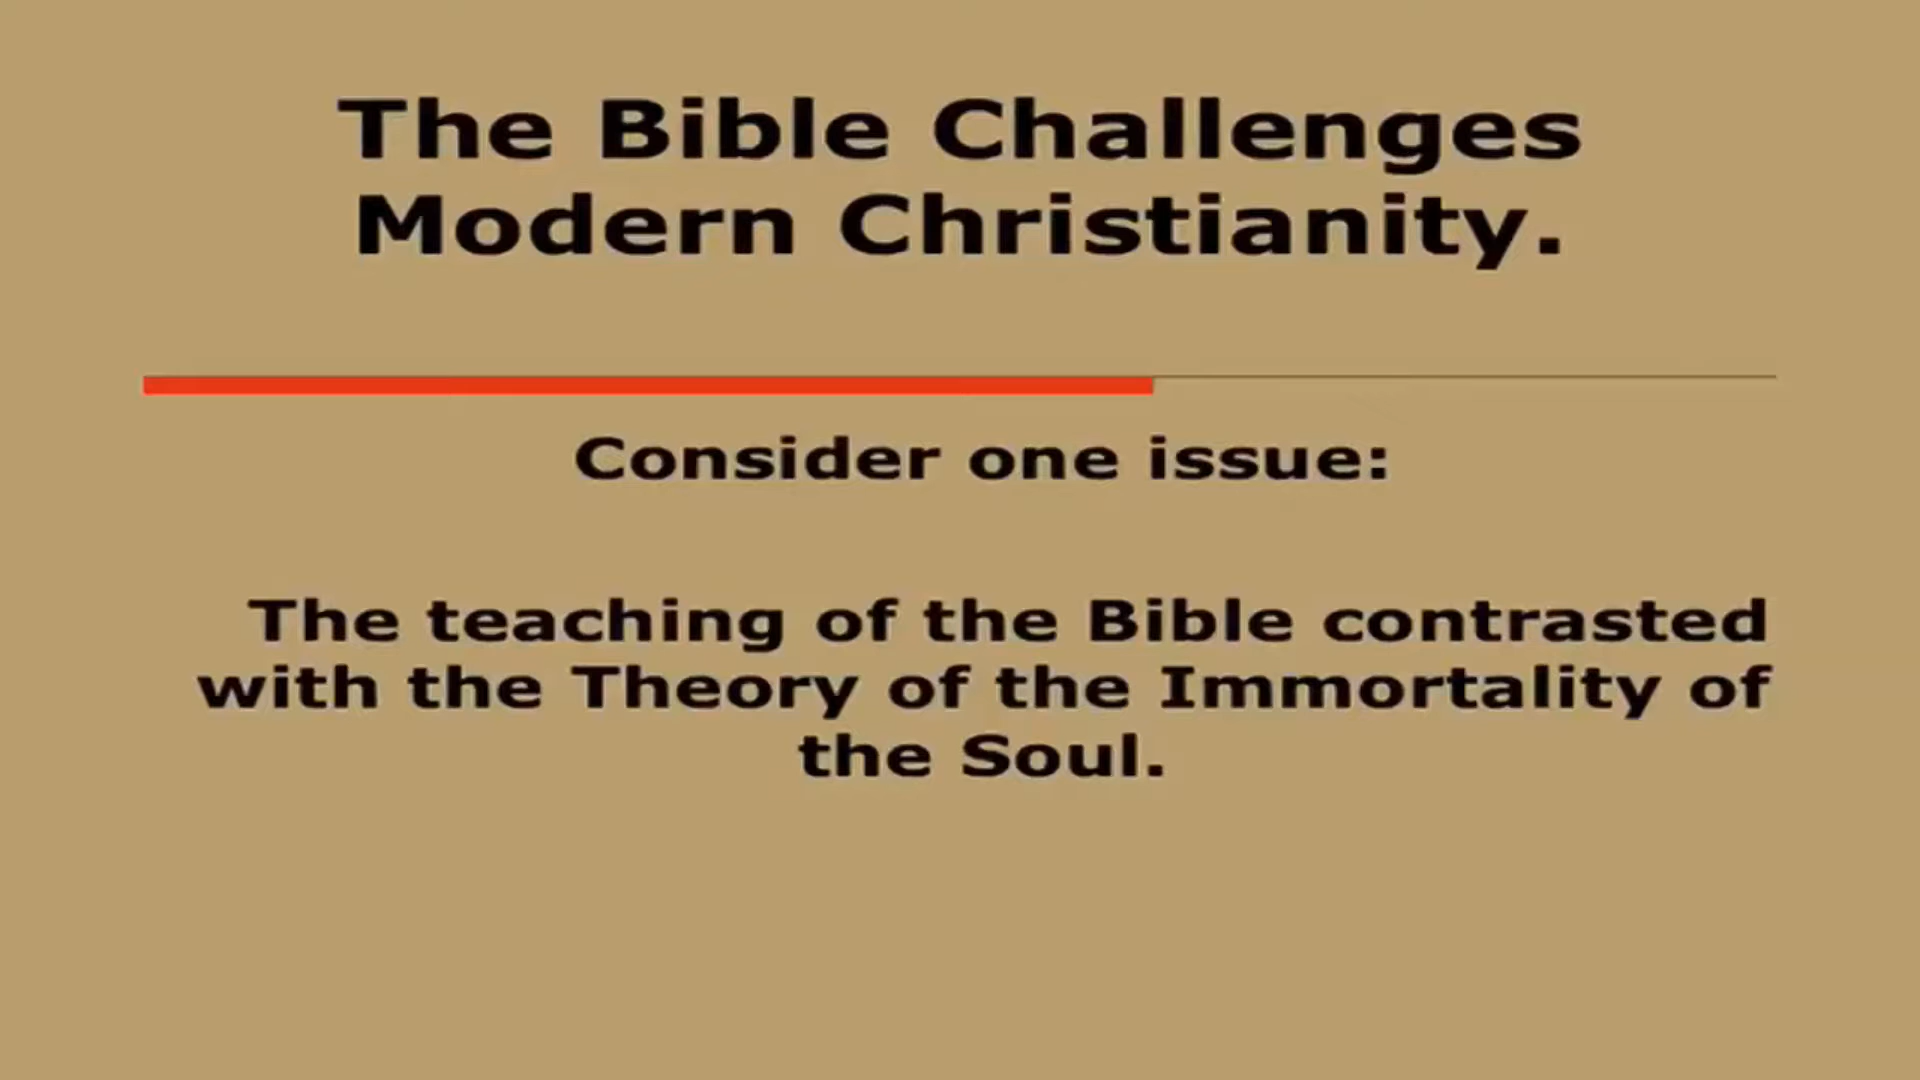 The Bible Challenges
Modern Christianity.
Consider one issue:
The teaching of the Bible contrasted
with the Theory of the Immortality of
the Soul.